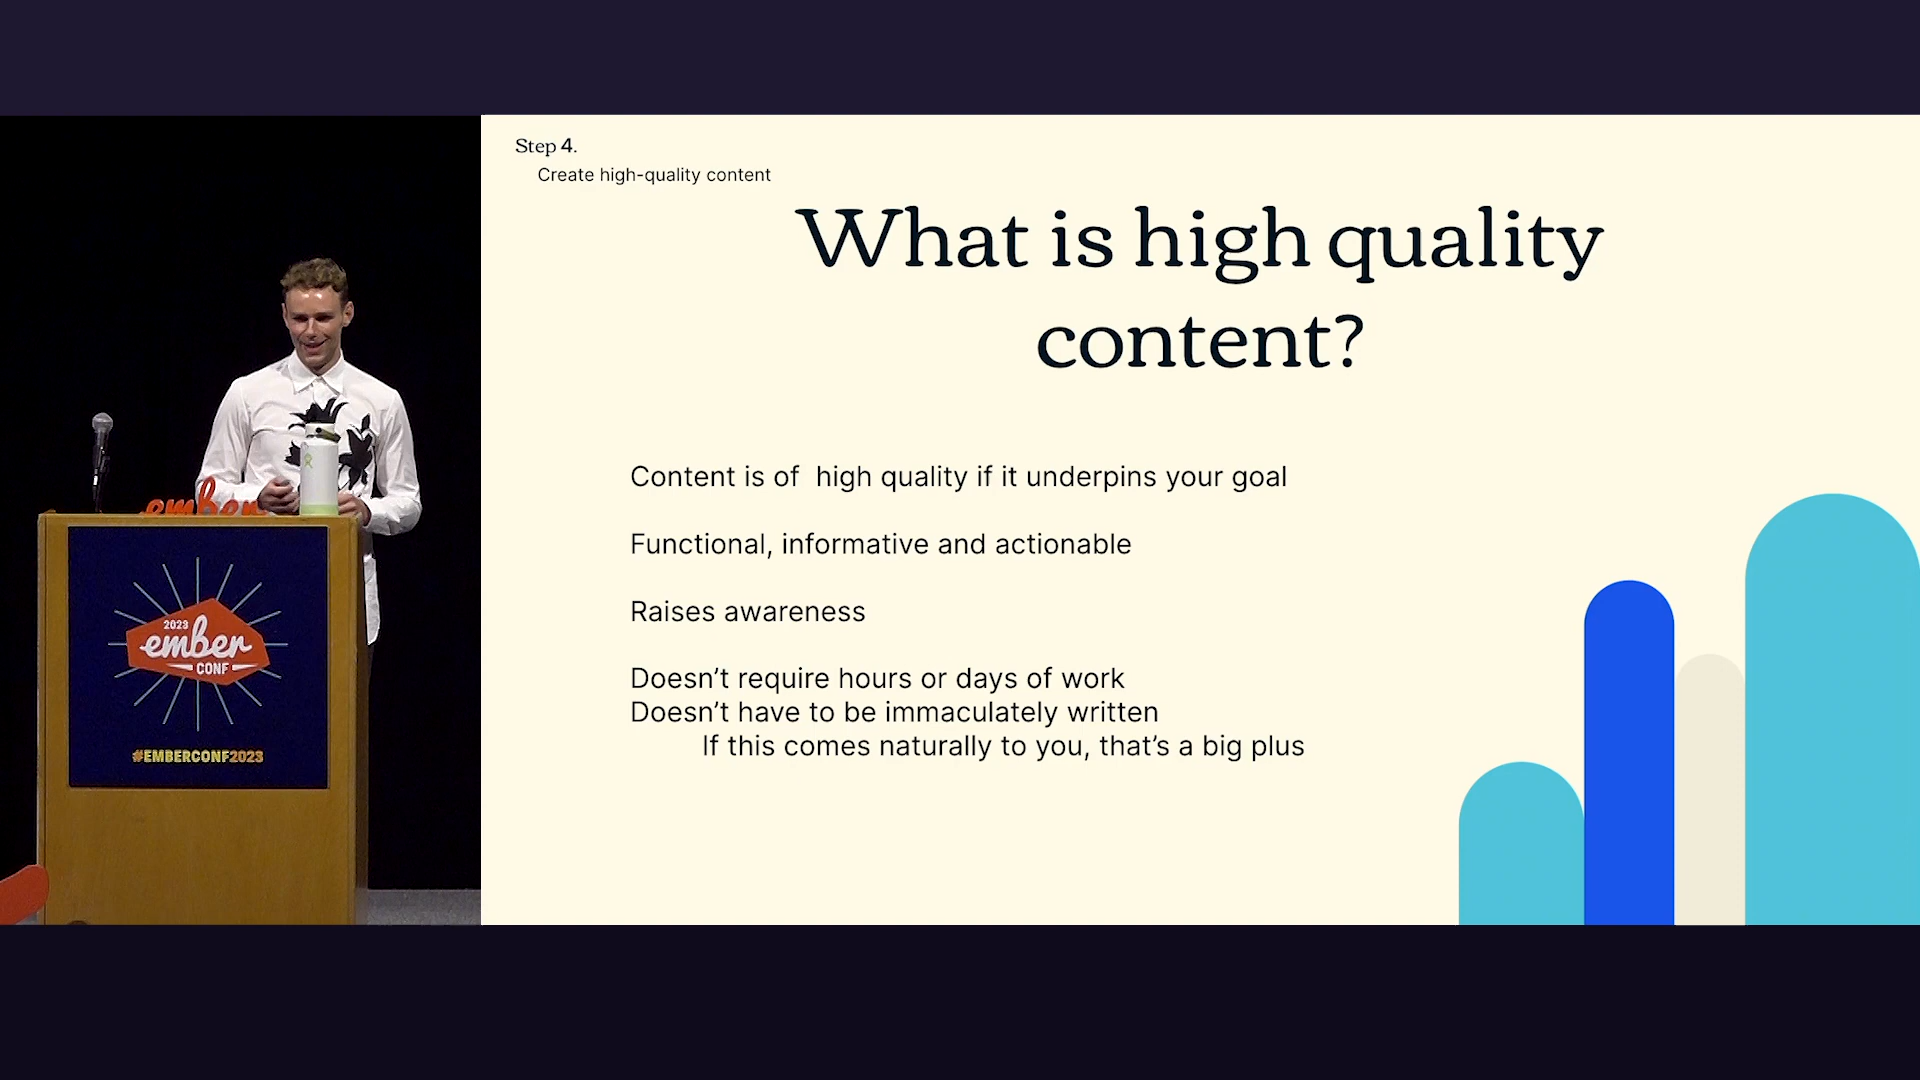 Step 4.
Create high-quality content
What is high quality
content?
Content is of  high quality if it underpins your goal
Functional, informative and actionable
Raises awareness
Doesn’t require hours or days of work
Doesn’t have to be immaculately written
If this comes naturally to you, that’s a big plus
ember
2023
ember
CONF
#EMBERCONF2023